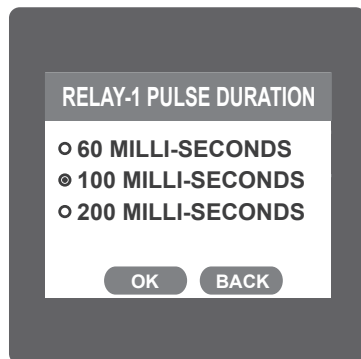 RELAY-1 PULSE DURATION
60 MILLI-SECONDS
100 MILLI-SECONDS
200 MILLI-SECONDS
OK BACK